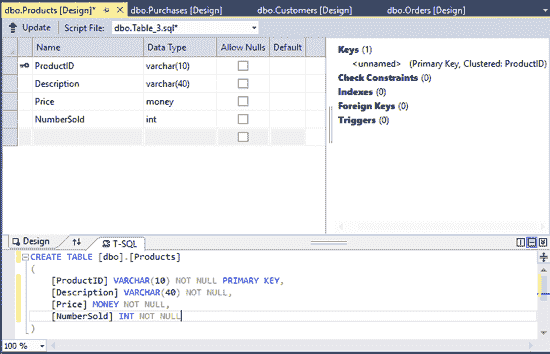 dbo.Products [Design]* dbo.Purchases [Design] dbo.Customers [Design] dbo.Orders [Design]
Update Script File: dbo.Table_3.sql*
Name Data Type Allow Nulls Default
ProductID varchar(10)
Description varchar(40)
Price money
NumberSold int
Keys (1)
<unnamed> (Primary Key, Clustered: ProductID)
Check Constraints (0)
Indexes (0)
Foreign Keys (0)
Triggers (0)
Design T-SQL
CREATE TABLE [dbo].[Products]
(
[ProductID] VARCHAR(10) NOT NULL PRIMARY KEY,
[Description] VARCHAR(40) NOT NULL,
[Price] MONEY NOT NULL,
[NumberSold] INT NOT NULL
)
100 %